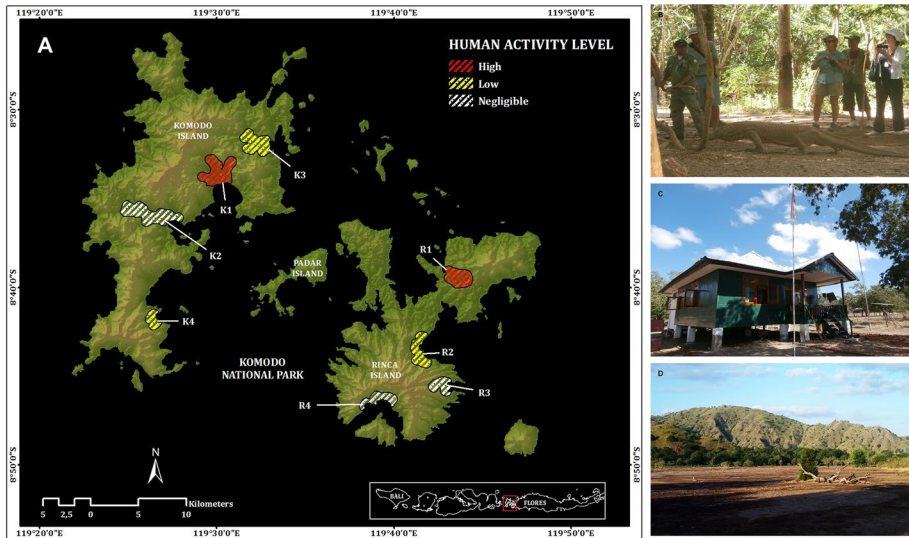 119°20'0"E
119°30'0"E
119°40'0"E
119°50'0"E
A
HUMAN ACTIVITY LEVEL
High
Low
Negligible
8°30'0"S
8°40'0"S
8°50'0"S
KOMODO
ISLAND
K3
K1
K2
K4
PADAR
ISLAND
R1
R2
RINCA
ISLAND
R3
R4
KOMODO
NATIONAL PARK
N
Kilometers
5 2,5 0 5 10
BALI
FLORES
8°30'0"S
8°40'0"S
8°50'0"S
119°20'0"E
119°30'0"E
119°40'0"E
119°50'0"E
B
C
D